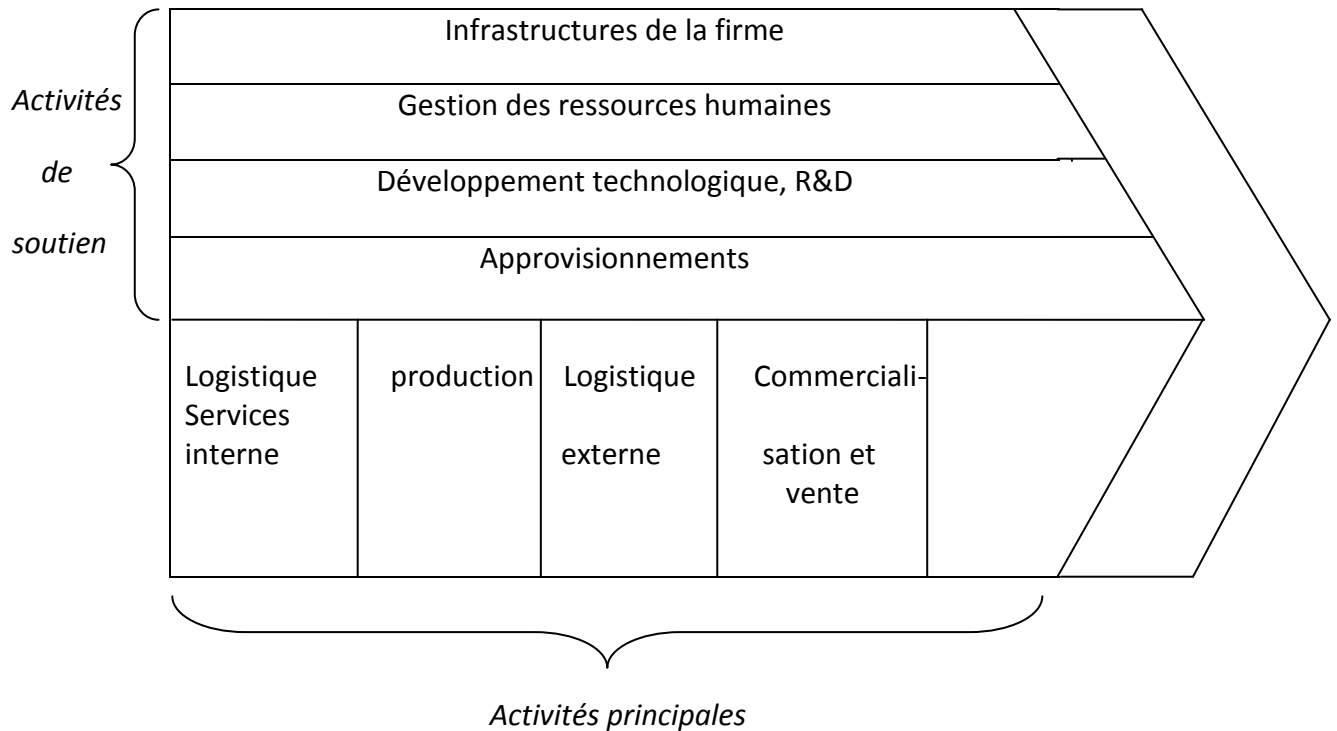 Infrastructures de la firme
Activités
de
soutien
Gestion des ressources humaines
Développement technologique, R&D
Approvisionnements
Logistique
Services
interne
production
Logistique
externe
Commerciali-
sation et
vente
Activités principales